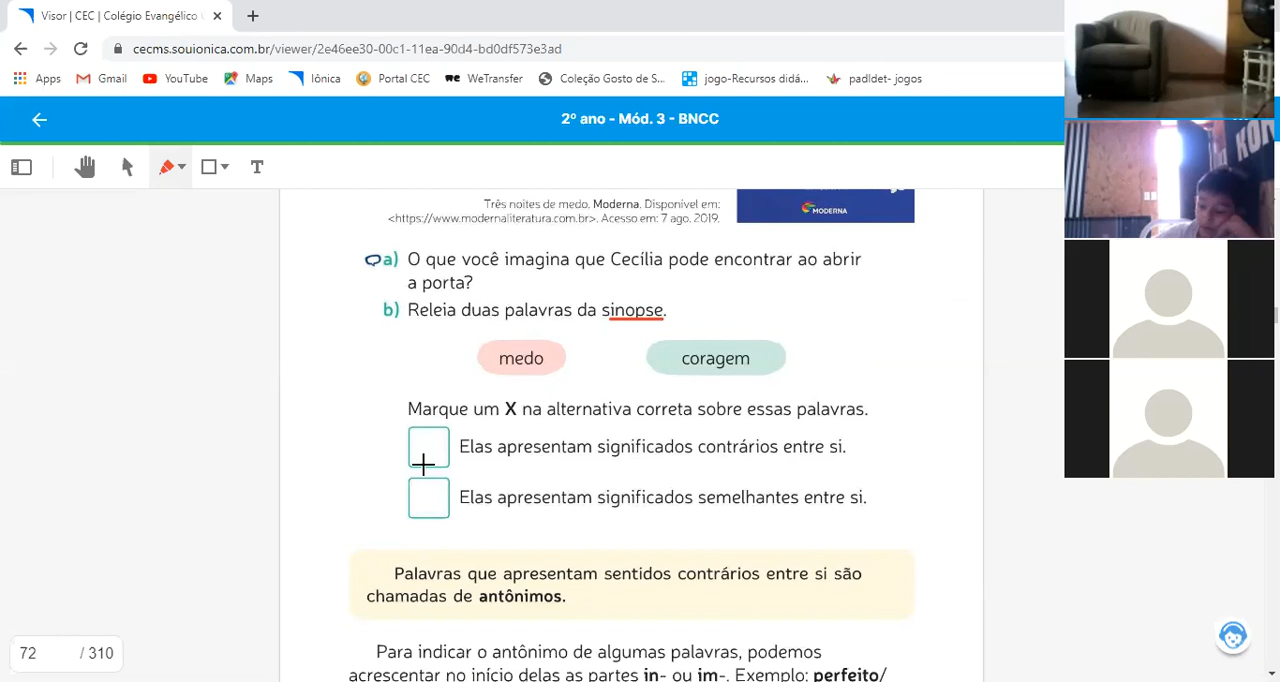 Visor | CEC | Colégio Evangélico
cecms.souionica.com.br/viewer/2e46ee30-00c1-11ea-90d4-bd0df573e3ad
Apps Gmail YouTube Maps Iônica Portal CEC WeTransfer Coleção Gosto de S... jogo-Recursos didá... padldet- jogos
2º ano - Mód. 3 - BNCC
T
Três noites de medo. Moderna. Disponível em:
<https://www.modernaliteratura.com.br>. Acesso em: 7 ago. 2019.
MODERNA
a) O que você imagina que Cecília pode encontrar ao abrir
a porta?
b) Releia duas palavras da sinopse.
medo coragem
Marque um X na alternativa correta sobre essas palavras.
Elas apresentam significados contrários entre si.
Elas apresentam significados semelhantes entre si.
Palavras que apresentam sentidos contrários entre si são
chamadas de antônimos.
Para indicar o antônimo de algumas palavras, podemos
acrescentar no início delas as partes in- ou im-. Exemplo: perfeito/
72 / 310